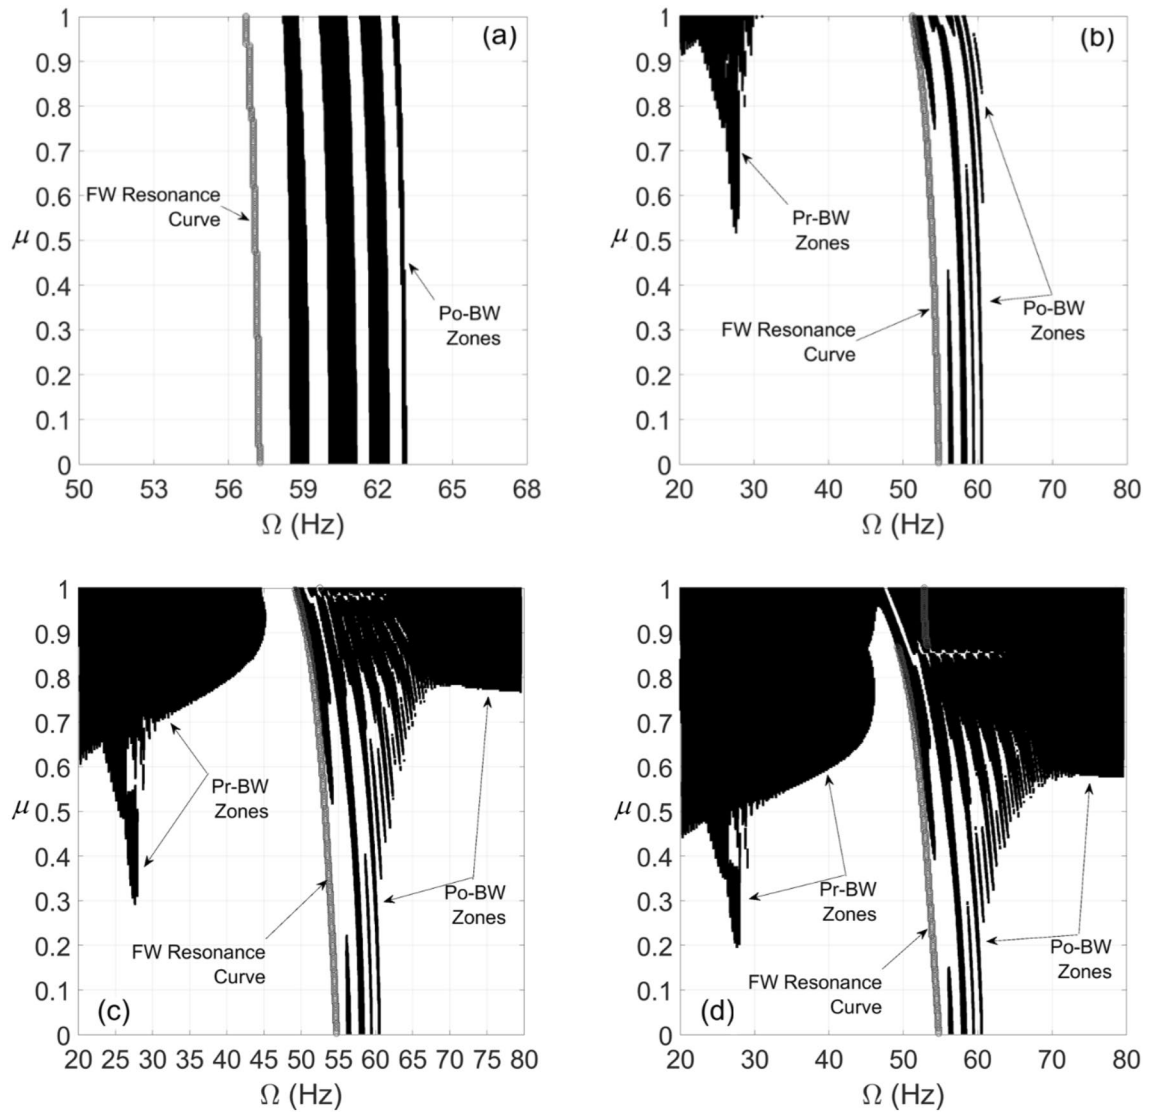 1
(a)
0.9
0.8
0.7
0.6
FW Resonance
Curve
μ 0.5
0.4
Po-BW
Zones
0.3
0.2
0.1
0
50 53 56 59 62 65 68
Ω (Hz)
1
(b)
0.9
0.8
0.7
0.6
Pr-BW
Zones
μ 0.5
0.4
Po-BW
Zones
0.3
FW Resonance
Curve
0.2
0.1
0
20 30 40 50 60 70 80
Ω (Hz)
1
0.9
0.8
0.7
0.6
Pr-BW
Zones
μ 0.5
0.4
Po-BW
Zones
0.3
0.2
FW Resonance
Curve
0.1
(c)
0
20 25 30 35 40 45 50 55 60 65 70 75 80
Ω (Hz)
1
0.9
0.8
0.7
0.6
μ 0.5
0.4
Pr-BW
Zones
0.3
0.2
Po-BW
Zones
FW Resonance
Curve
0.1
(d)
0
20 30 40 50 60 70 80
Ω (Hz)